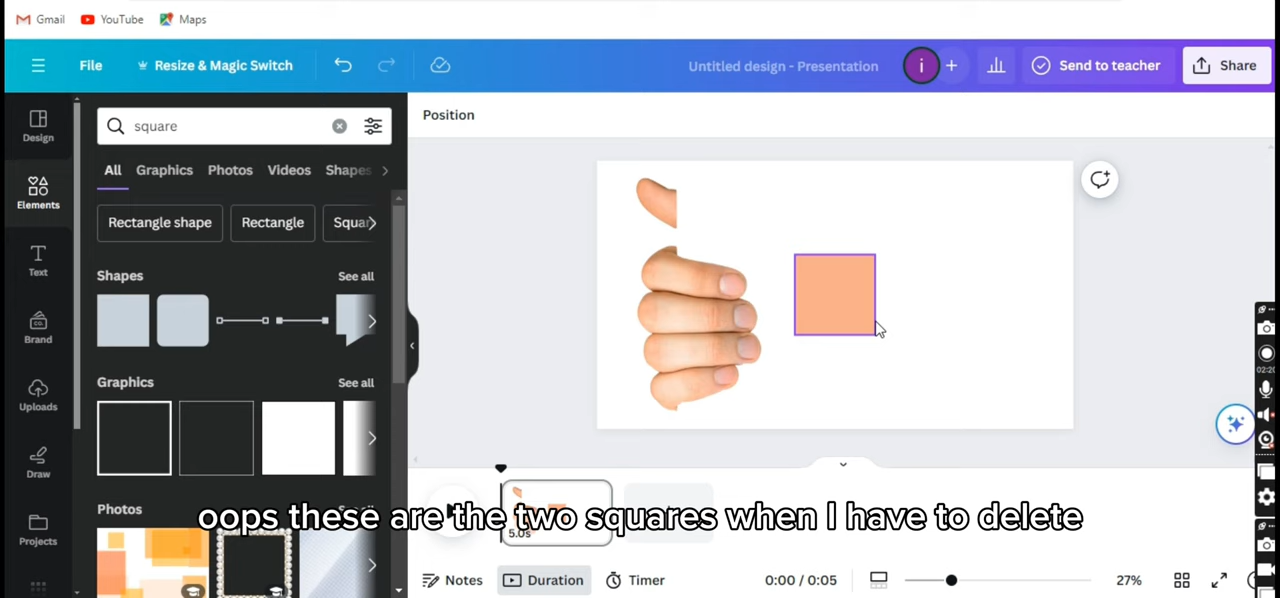 Gmail YouTube Maps
File Resize & Magic Switch Untitled design - Presentation i Send to teacher Share
Design
Elements
Text
Brand
Uploads
Draw
Projects
square
All Graphics Photos Videos Shapes
Rectangle shape Rectangle Squar
Shapes See all
Graphics See all
Photos
Position
5.0s
oops these are the two squares when I have to delete
Notes Duration Timer 0:00 / 0:05 27%